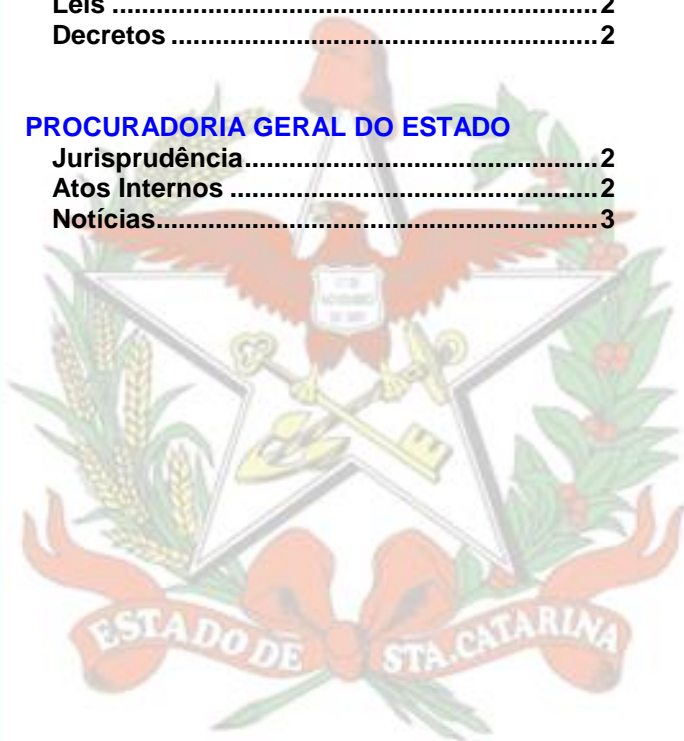 Leis ............................................................. 2
Decretos ...................................................... 2
PROCURADORIA GERAL DO ESTADO
Jurisprudência............................................. 2
Atos Internos ............................................... 2
Notícias......................................................... 3
NOVEMBRO
ESTADO DE STA.CATARINA